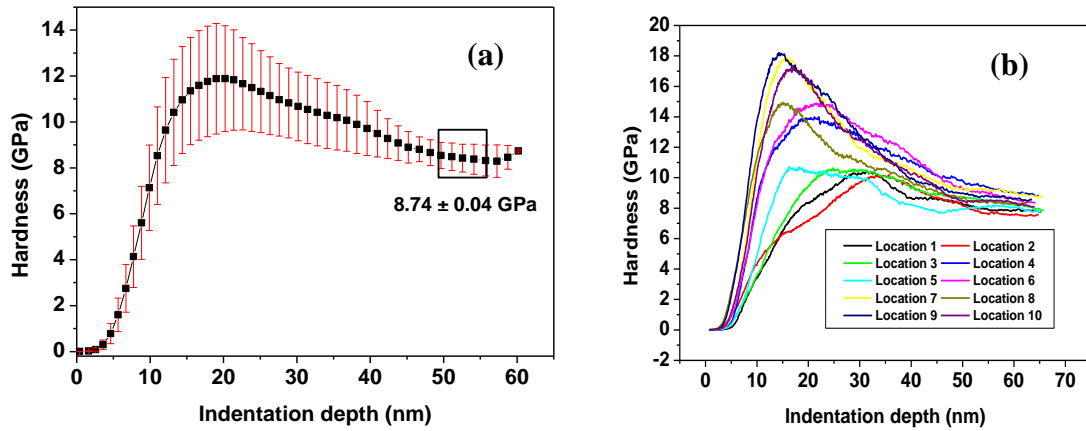 (a)
Hardness (GPa)
14
12
10
8
6
4
2
0
8.74 ± 0.04 GPa
0 10 20 30 40 50 60
Indentation depth (nm)
(b)
Hardness (GPa)
20
18
16
14
12
10
8
6
4
2
0
-2
Location 1 Location 2
Location 3 Location 4
Location 5 Location 6
Location 7 Location 8
Location 9 Location 10
0 10 20 30 40 50 60 70
Indentation depth (nm)